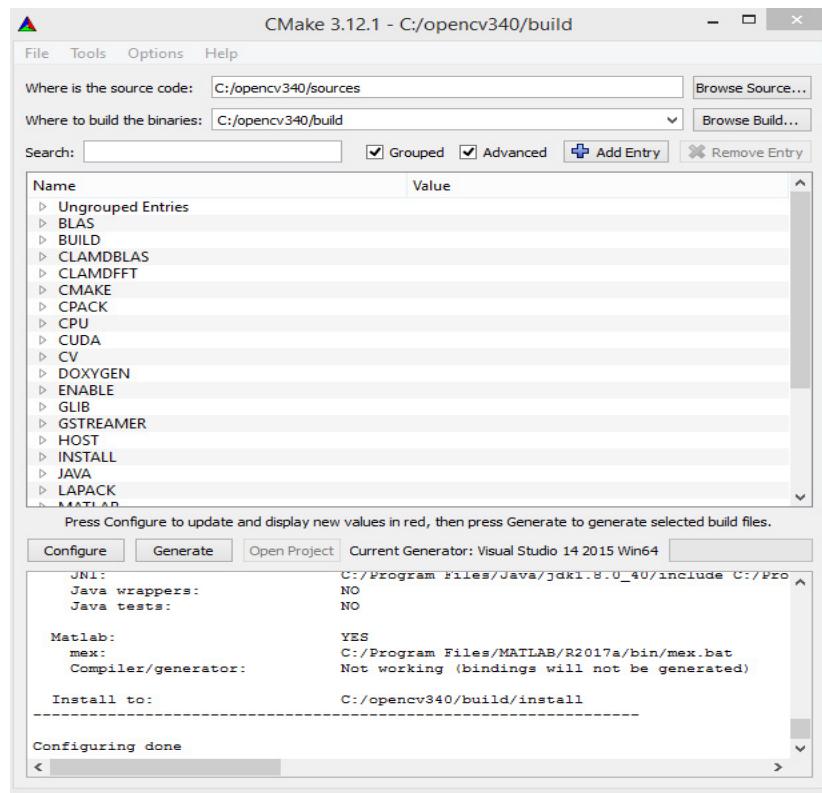 CMake 3.12.1 - C:/opencv340/build
File Tools Options Help
Where is the source code: C:/opencv340/sources Browse Source...
Where to build the binaries: C:/opencv340/build Browse Build...
Search: Grouped Advanced Add Entry Remove Entry
Name Value
Ungrouped Entries
BLAS
BUILD
CLAMDBLAS
CLAMDFFT
CMAKE
CPACK
CPU
CUDA
CV
DOXYGEN
ENABLE
GLIB
GSTREAMER
HOST
INSTALL
JAVA
LAPACK
MATLAB
Press Configure to update and display new values in red, then press Generate to generate selected build files.
Configure Generate Open Project Current Generator: Visual Studio 14 2015 Win64
JNI: C:/Program Files/Java/jdk1.8.0_40/include C:/Pro
Java wrappers: NO
Java tests: NO
Matlab: YES
mex: C:/Program Files/MATLAB/R2017a/bin/mex.bat
Compiler/generator: Not working (bindings will not be generated)
Install to: C:/opencv340/build/install
-----------------------------------------------------------------
Configuring done